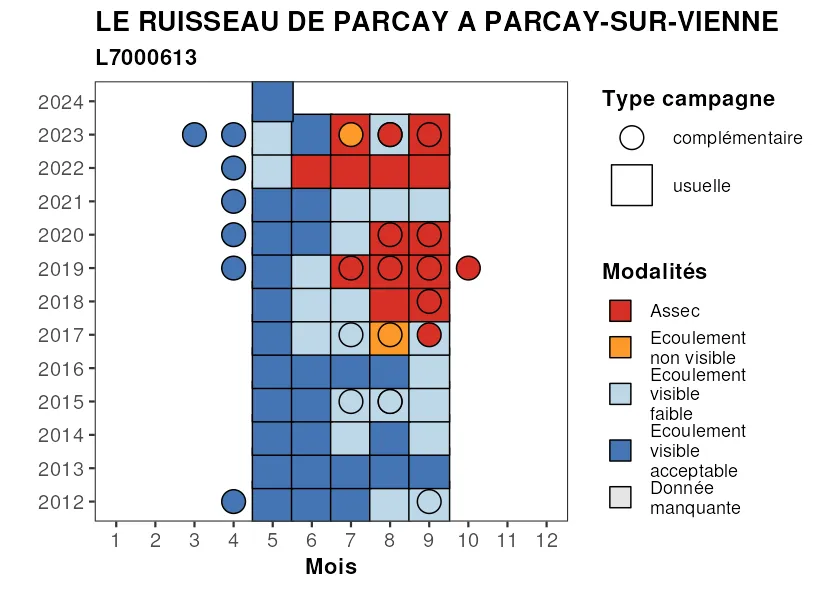 LE RUISSEAU DE PARCAY A PARCAY-SUR-VIENNE
L7000613
2024
2023
2022
2021
2020
2019
2018
2017
2016
2015
2014
2013
2012
1 2 3 4 5 6 7 8 9 10 11 12
Mois
Type campagne
complémentaire
usuelle
Modalités
Assec
Ecoulement
non visible
Ecoulement
visible
faible
Ecoulement
visible
acceptable
Donnée
manquante